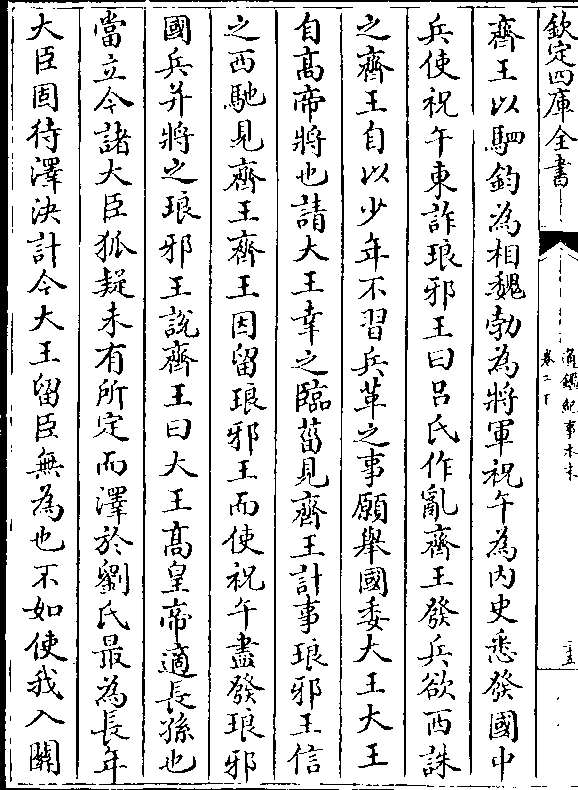 欽定四庫全書
通鑑紀事本末
卷二下
齊王以駟鈞為相魏勃為將軍祝午為内史悉發國中
兵使祝午東詐琅邪王曰吕氏作亂齊王發兵欲西誅
之齊王自以少年不習兵革之事願舉國委大王大王
自髙帝將也請大王幸之臨菑見齊王計事琅邪王信
之西馳見齊王齊王因留琅邪王而使祝午盡發琅邪
國兵并將之琅邪王說齊王曰大王髙皇帝適長孫也
當立今諸大臣狐疑未有所定而澤於劉氏最為長年
大臣固待澤決計今大王留臣無為也不如使我入關